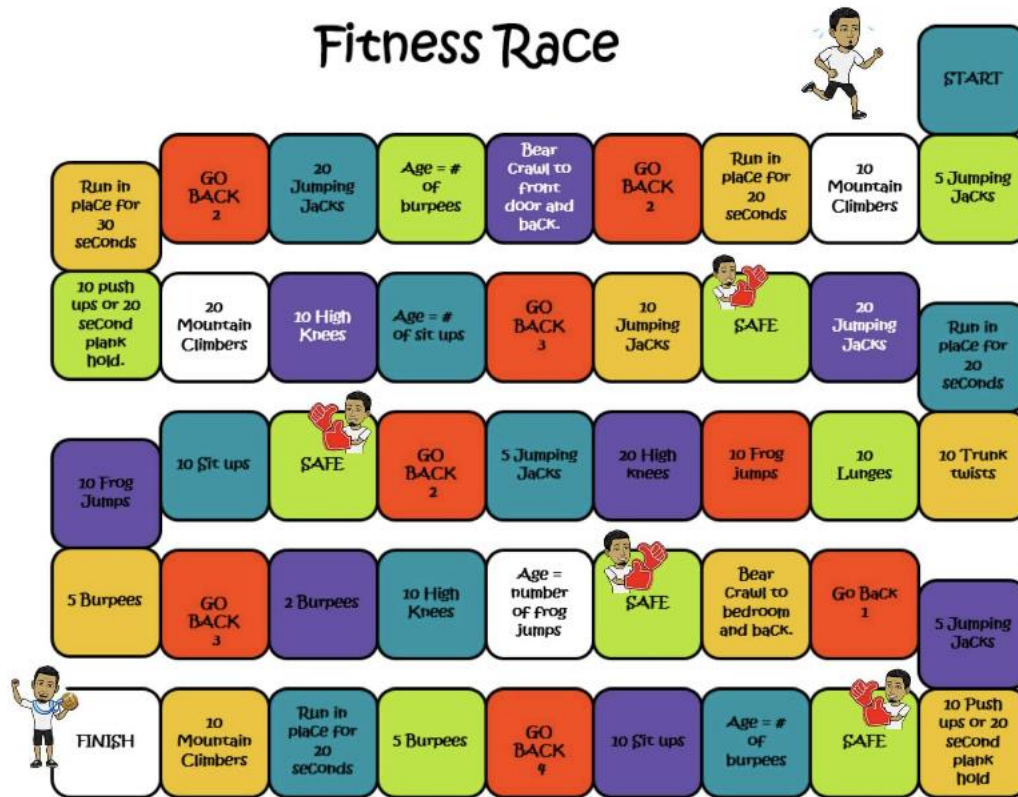 Fitness Race
START
Run in
place for
30
seconds
GO
BACK
2
20
Jumping
Jacks
Age = #
of
burpees
Bear
Crawl to
front
door and
back.
GO
BACK
2
Run in
place for
20
seconds
10
Mountain
Climbers
5 Jumping
Jacks
10 push
ups or 20
second
plank
hold.
20
Mountain
Climbers
10 High
Knees
Age = #
of sit ups
GO
BACK
3
10
Jumping
Jacks
SAFE
20
Jumping
Jacks
Run in
place for
20
seconds
10 Frog
Jumps
10 Sit ups
SAFE
GO
BACK
2
5 Jumping
Jacks
20 High
knees
10 Frog
jumps
10
Lunges
10 Trunk
twists
5 Burpees
GO
BACK
3
2 Burpees
10 High
Knees
Age =
number
of frog
jumps
SAFE
Bear
Crawl to
bedroom
and back.
Go Back
1
5 Jumping
Jacks
FINISH
10
Mountain
Climbers
Run in
place for
20
seconds
5 Burpees
GO
BACK
4
10 Sit ups
Age = #
of
burpees
SAFE
10 Push
ups or 20
second
plank
hold